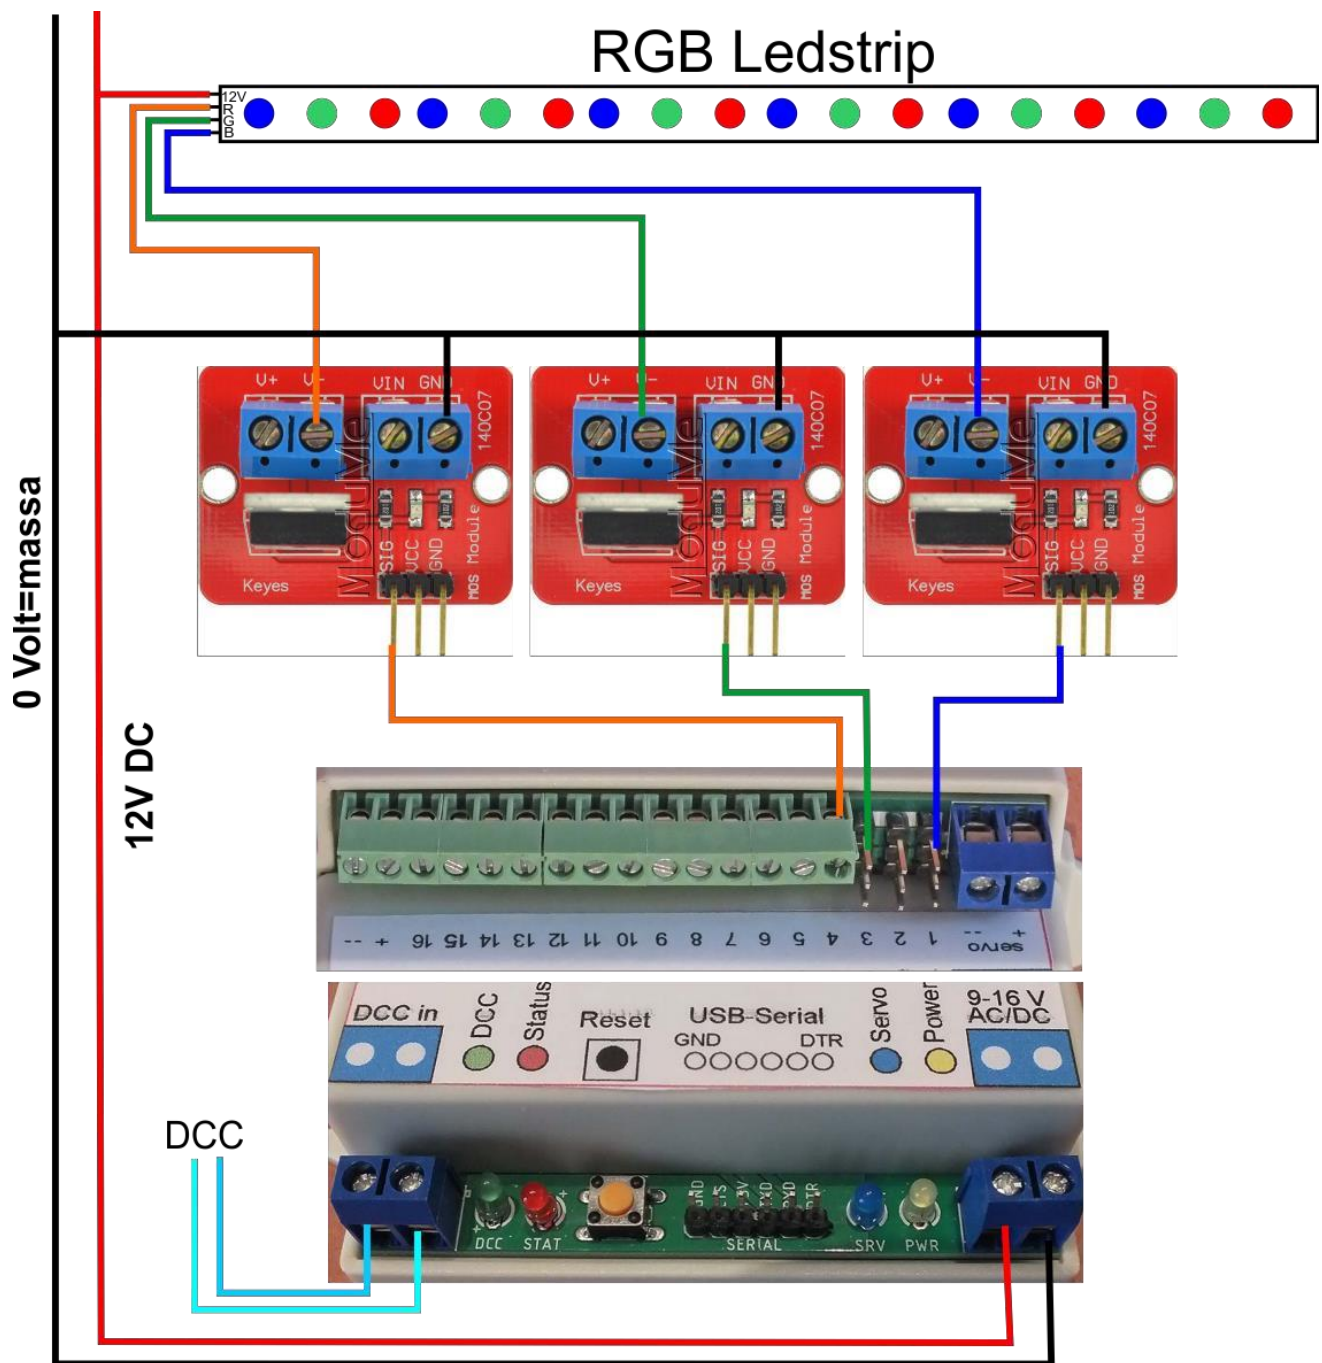 RGB Ledstrip
12V
R
G
B
0 Volt=massa
12V DC
V+ V- VIN GND
140C07
SIG
VCC
GND
MOS Module
Keyes
V+ V- VIN GND
140C07
SIG
VCC
GND
MOS Module
Keyes
V+ V- VIN GND
140C07
SIG
VCC
GND
MOS Module
Keyes
-- + 16 15 14 13 12 11 10 9 8 7 6 5 4 3 2 1 -- +
servo
DCC in
DCC
Status
Reset
USB-Serial
GND DTR
Servo
Power
9-16 V
AC/DC
DCC
GND
DTR
DCC STAT SERIAL SRV PWR